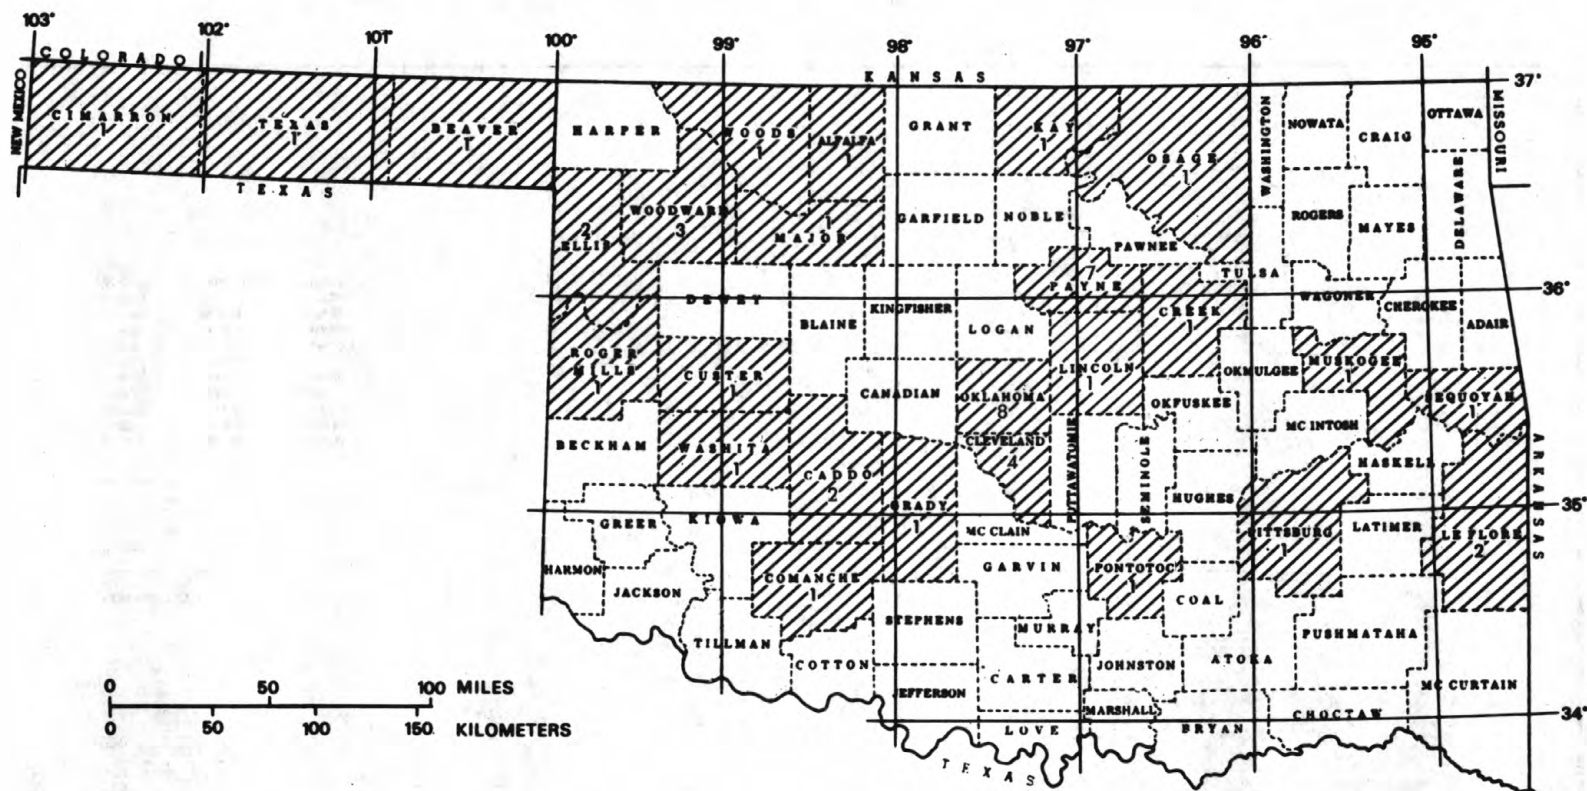 103° 102° 101° 100° 99° 98° 97° 96° 95°
COLORADO
KANSAS
37°
NEW MEXICO
MISSOURI
CIMARRON
1
TEXAS
1
BEAVER
1
HARPER
WOODS
1
ALFALFA
1
GRANT
KAY
1
OSAGE
1
WASHINGTON
NOWATA
CRAIG
OTTAWA
TEXAS
2
ELLIS
WOODWARD
3
1
MAJOR
GARFIELD
NOBLE
PAWNEE
ROGERS
MAYES
DELAWARE
7
PAYNE
TULSA
36°
DEWEY
BLAINE
KINGFISHER
LOGAN
CREEK
1
WAGONER
CHEROKEE
ADAIR
ROGER
MILLS
1
CUSTER
1
CANADIAN
OKLAHOMA
8
LINCOLN
1
OKFUSKEE
OKMULGEE
MUSKOGEE
1
SEQUOYAH
1
BECKHAM
WASHITA
1
CADDO
2
CLEVELAND
4
POTTAWATOMIE
SEMINOLE
MC INTOSH
HASKELL
ARKANSAS
GREER
KIOWA
GRADY
1
MC CLAIN
HUGHES
PITTSBURG
1
LATIMER
LE FLORE
2
35°
HARMON
JACKSON
COMANCHE
1
GARVIN
PONTOTOC
1
COAL
TILLMAN
STEPHENS
MURRAY
PUSHMATAHA
COTTON
JOHNSTON
ATOKA
JEFFERSON
CARTER
MARSHALL
BRYAN
CHOCTAW
MC CURTAIN
34°
LOVE
TEXAS
0 50 100 MILES
0 50 100 150
KILOMETERS